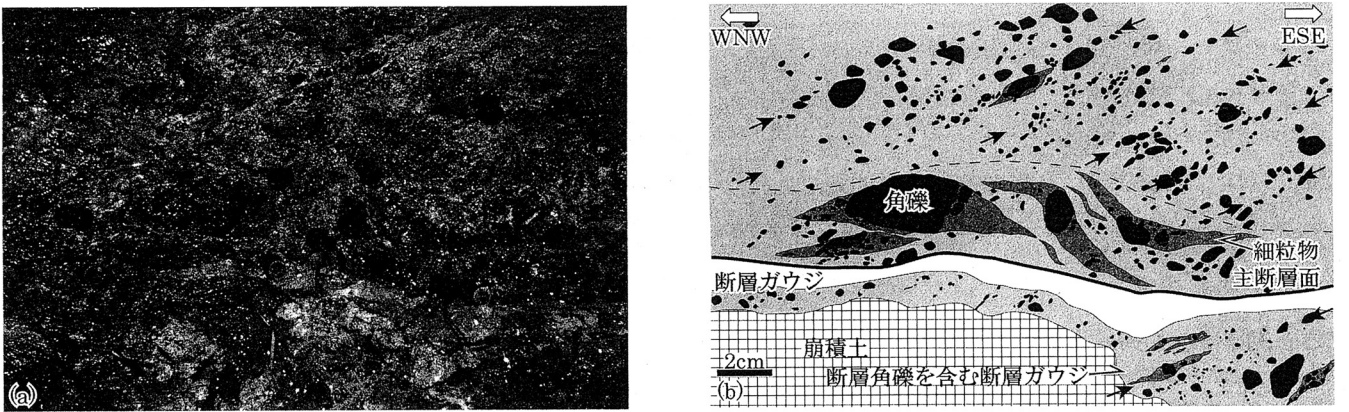 (a)
WNW
ESE
角礫
細粒物
主断層面
断層ガウジ
崩積土
2cm
断層角礫を含む断層ガウジ
(b)